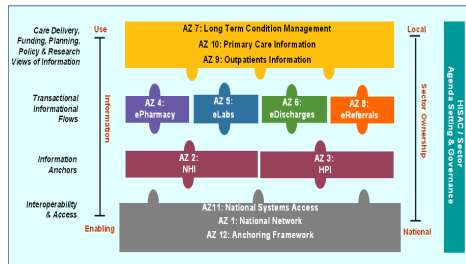 Care Delivery,
Funding, Planning,
Policy & Research
Views of Information
Use
AZ 7: Long Term Condition Management
AZ 10: Primary Care Information
AZ 9: Outpatients Information
Local
Transactional
Informational
Flows
AZ 4:
ePharmacy
AZ 5:
eLabs
AZ 6:
eDischarges
AZ 8:
eReferrals
Information
Sector Ownership
HISAC / Sector
Agenda Setting & Governance
Information
Anchors
AZ 2:
NHI
AZ 3:
HPI
Interoperability
& Access
Enabling
AZ11: National Systems Access
AZ 1: National Network
AZ 12: Anchoring Framework
National